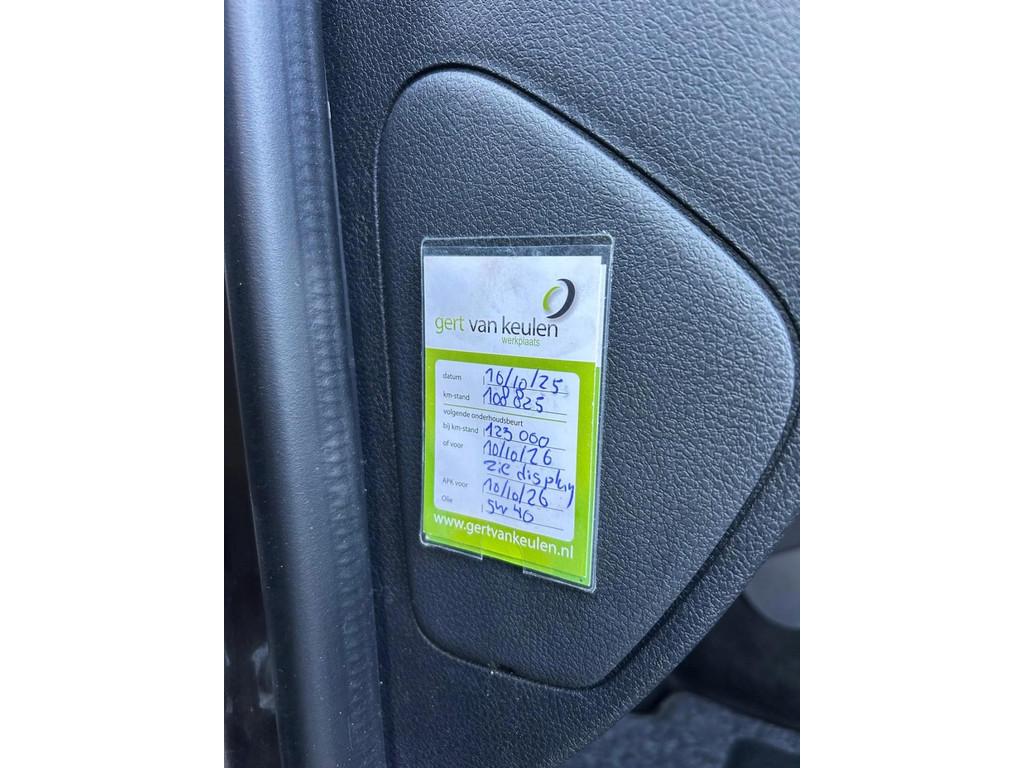 gert van keulen
werkplaats
datum 10/10/25
km-stand 108825
volgende onderhoudsbeurt
bij km-stand 123 000
of voor 10/10/26
zie display
APK voor 10/10/26
Olie 5W40
www.gertvankeulen.nl